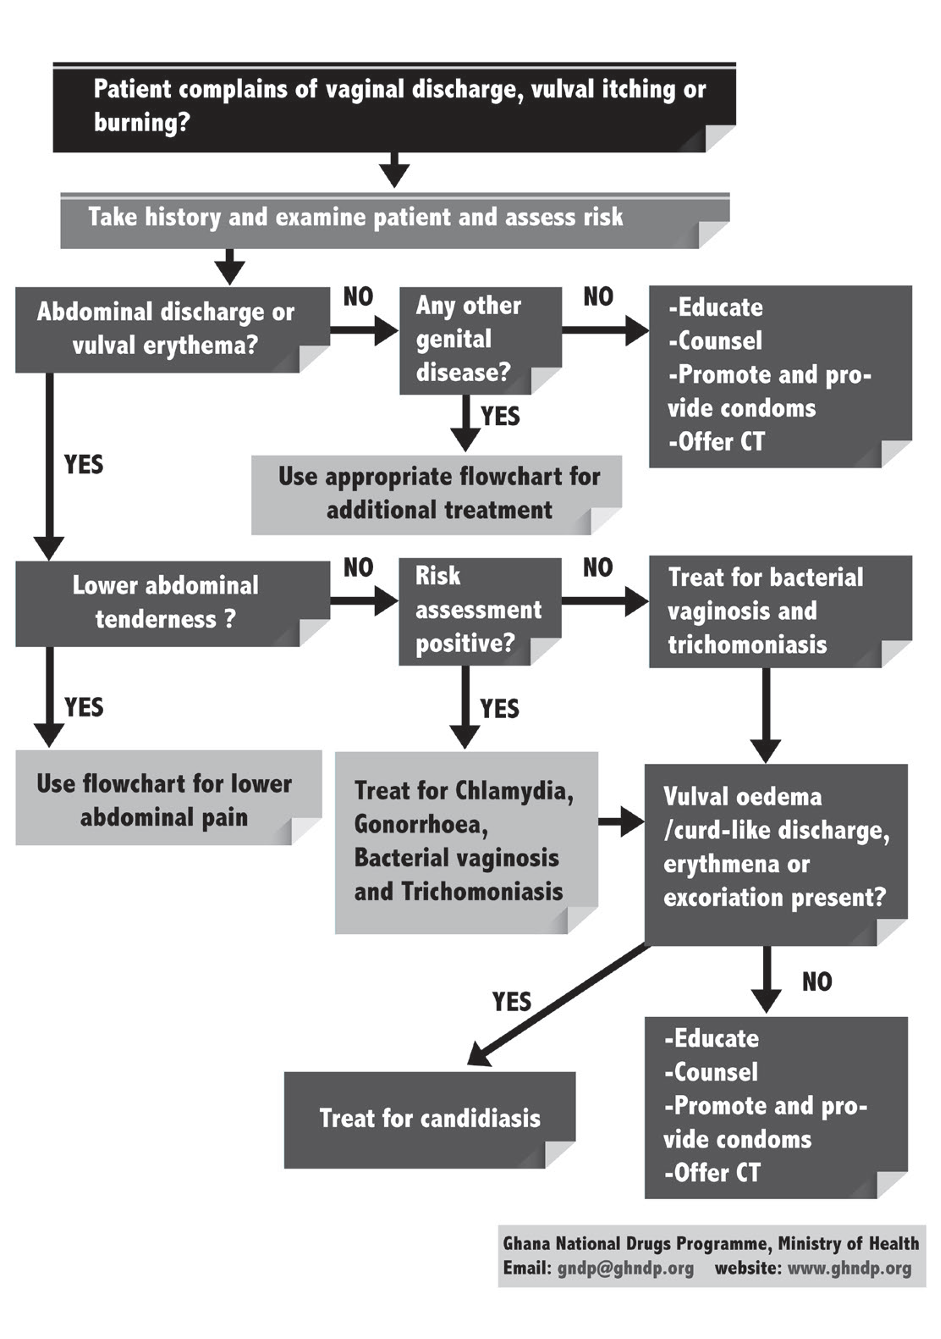 Patient complains of vaginal discharge, vulval itching or
burning?
Take history and examine patient and assess risk
Abdominal discharge or
vulval erythema?
NO
Any other
genital
disease?
NO
-Educate
-Counsel
-Promote and pro-
vide condoms
-Offer CT
YES
YES
Use appropriate flowchart for
additional treatment
Lower abdominal
tenderness ?
NO
Risk
assessment
positive?
NO
Treat for bacterial
vaginosis and
trichomoniasis
YES
YES
Use flowchart for lower
abdominal pain
Treat for Chlamydia,
Gonorrhoea,
Bacterial vaginosis
and Trichomoniasis
Vulval oedema
/curd-like discharge,
erythmena or
excoriation present?
YES
NO
Treat for candidiasis
-Educate
-Counsel
-Promote and pro-
vide condoms
-Offer CT
Ghana National Drugs Programme, Ministry of Health
Email: gndp@ghndp.org website: www.ghndp.org